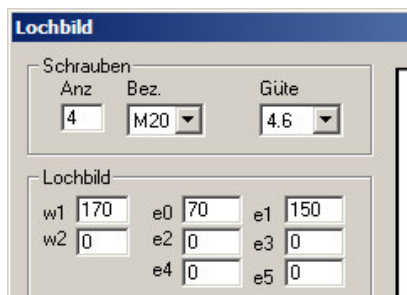 Lochbild
Schrauben
Anz Bez. Güte
4 M20 4.6
Lochbild
w1 170 e0 70 e1 150
w2 0 e2 0 e3 0
e4 0 e5 0